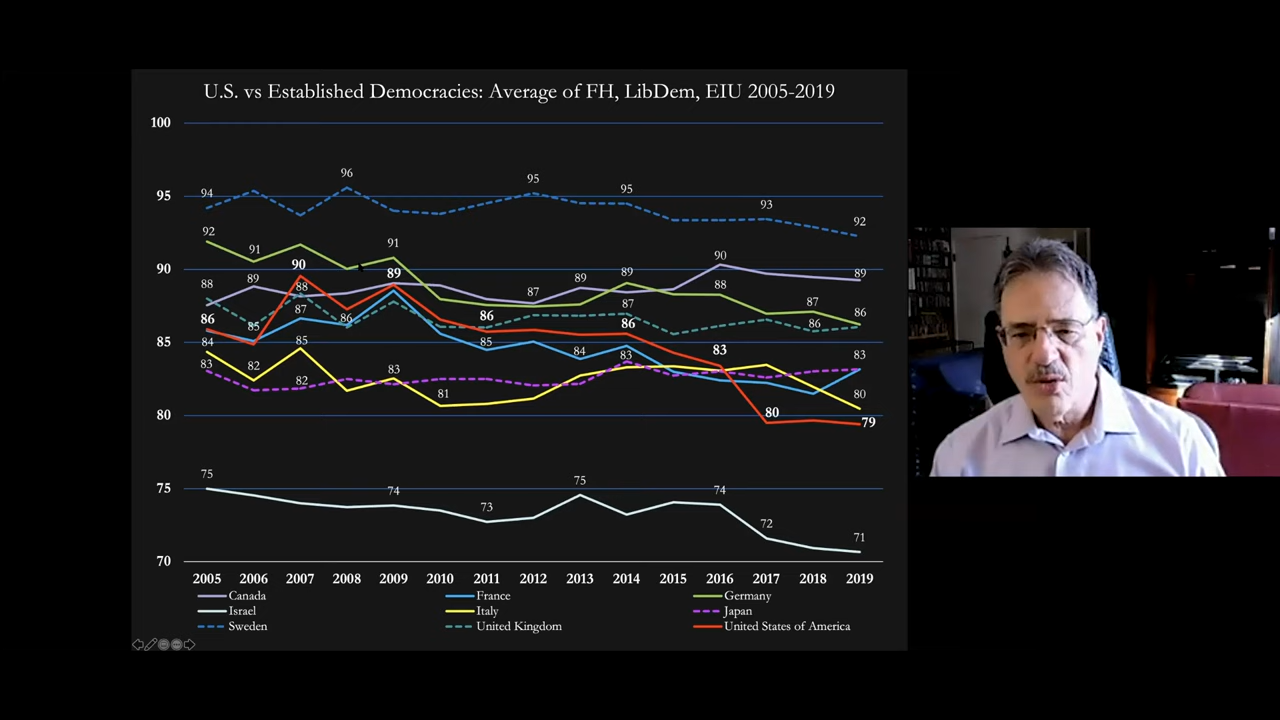 U.S. vs Established Democracies: Average of FH, LibDem, EIU 2005-2019
100
95
90
85
80
75
70
94 96 95 95 93 92
92 91 91 90 89
90 89
88 89 88 87 89 89 88 87 86
86 85 87 86 86 85 87 86 86
84 85 84 83 83 83
83 82 82 83 81 80 80 79
75 74 73 75 74 72 71
2005 2006 2007 2008 2009 2010 2011 2012 2013 2014 2015 2016 2017 2018 2019
Canada France Germany
Israel Italy Japan
Sweden United Kingdom United States of America